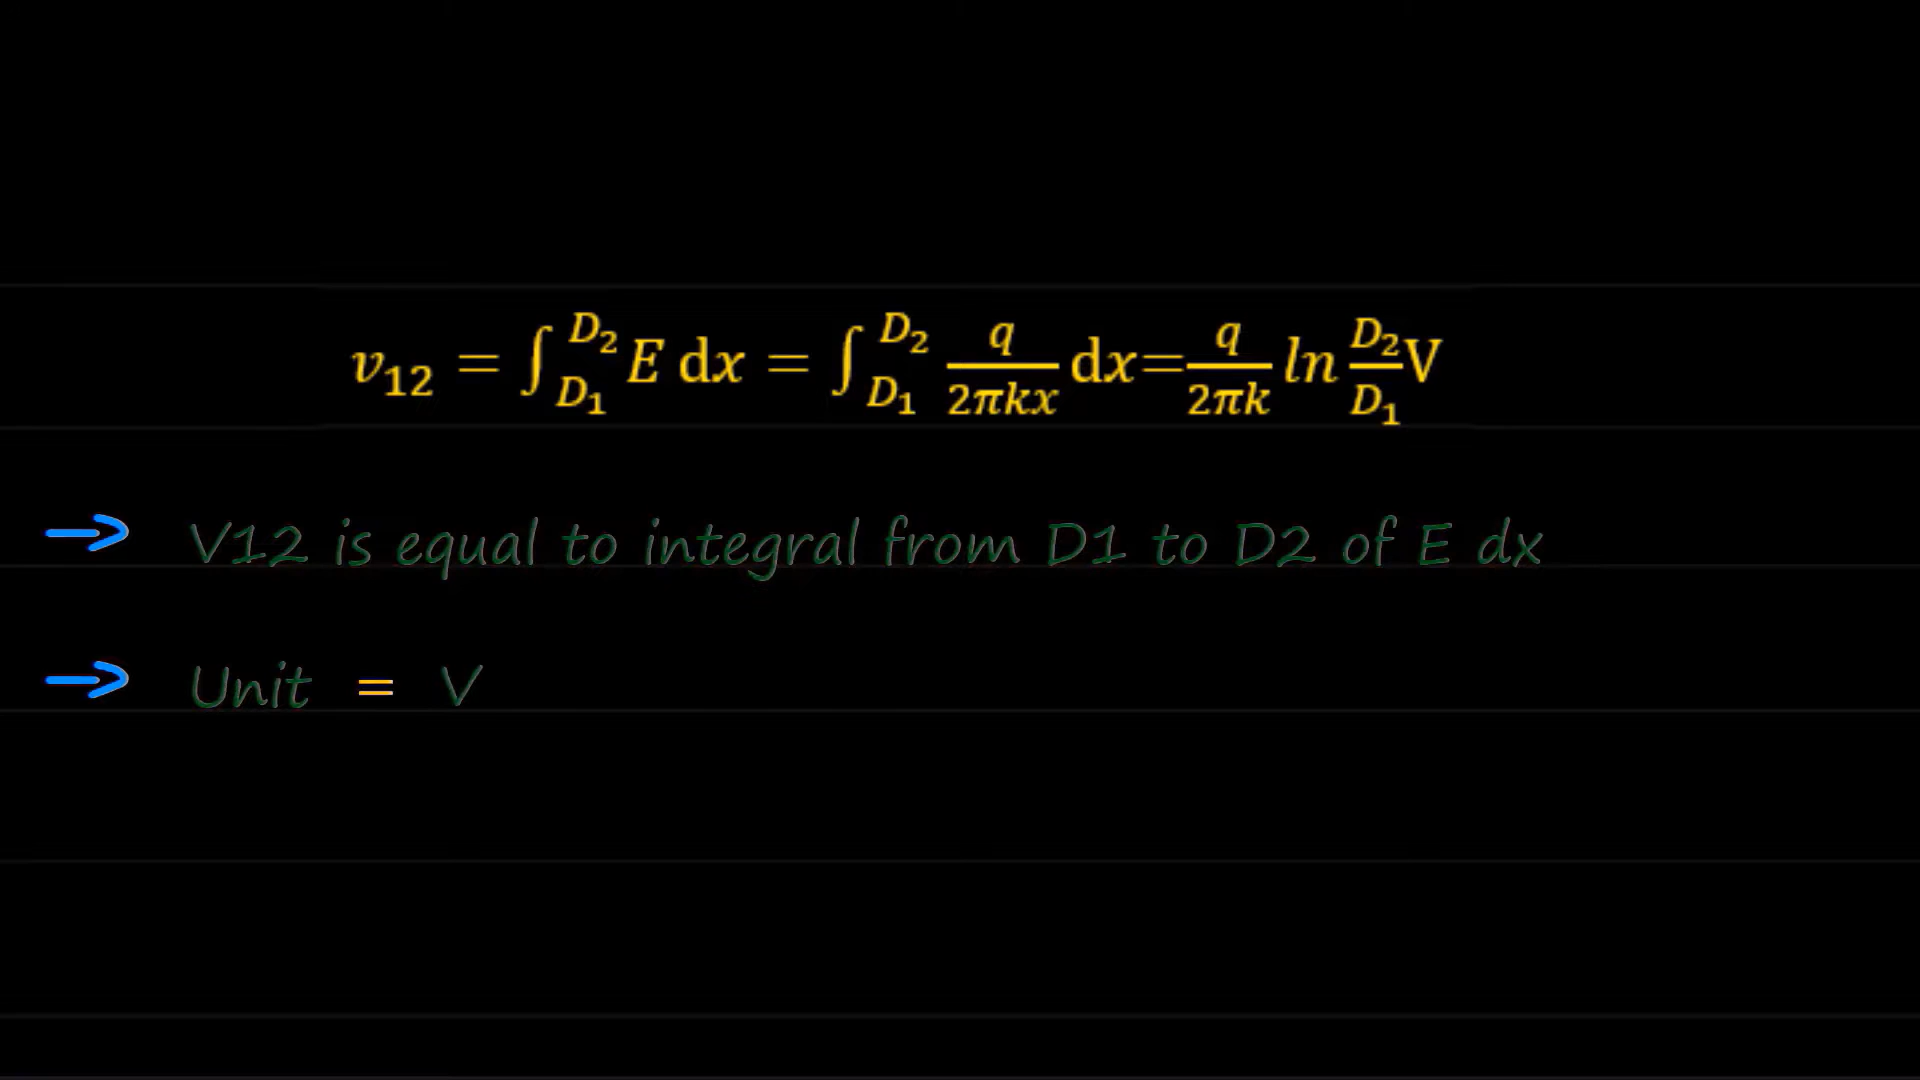 v₁₂ = ∫_{D₁}^{D₂} E dx = ∫_{D₁}^{D₂} q/(2πkx) dx = q/(2πk) ln D₂/D₁ V
→ V12 is equal to integral from D1 to D2 of E dx
→ Unit = V